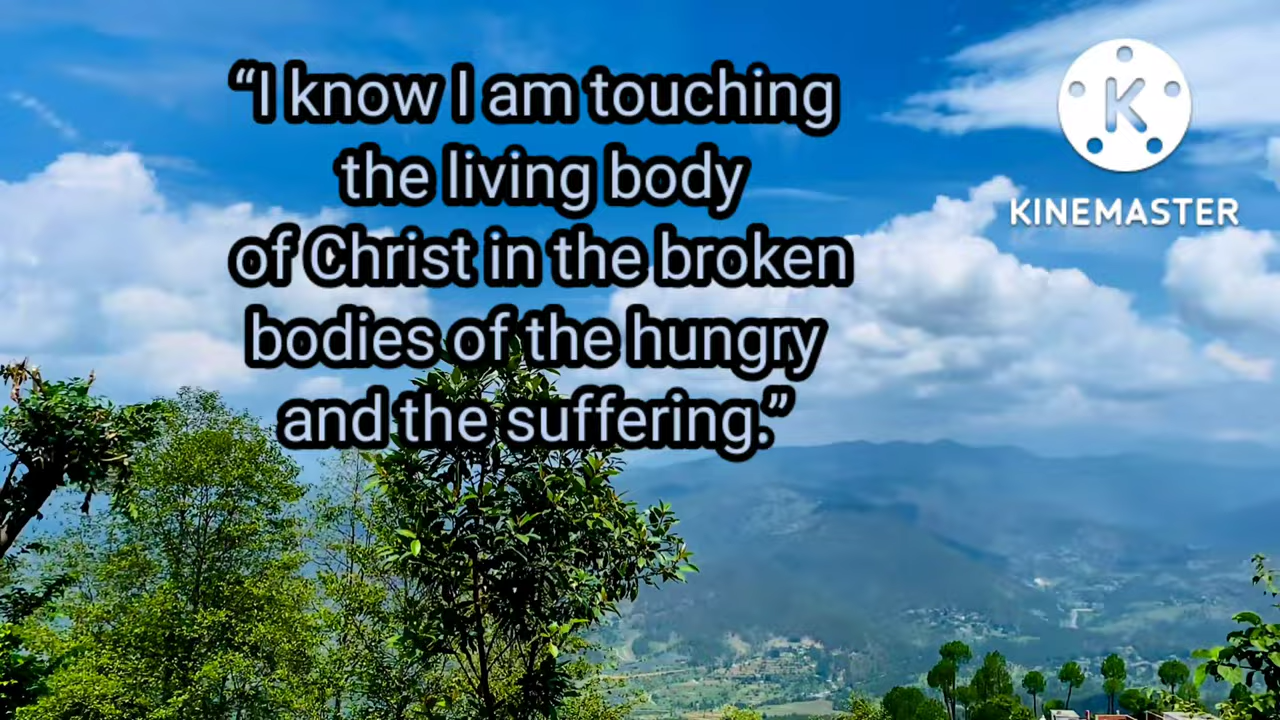 “I know I am touching
the living body
of Christ in the broken
bodies of the hungry
and the suffering.”
K
KINEMASTER